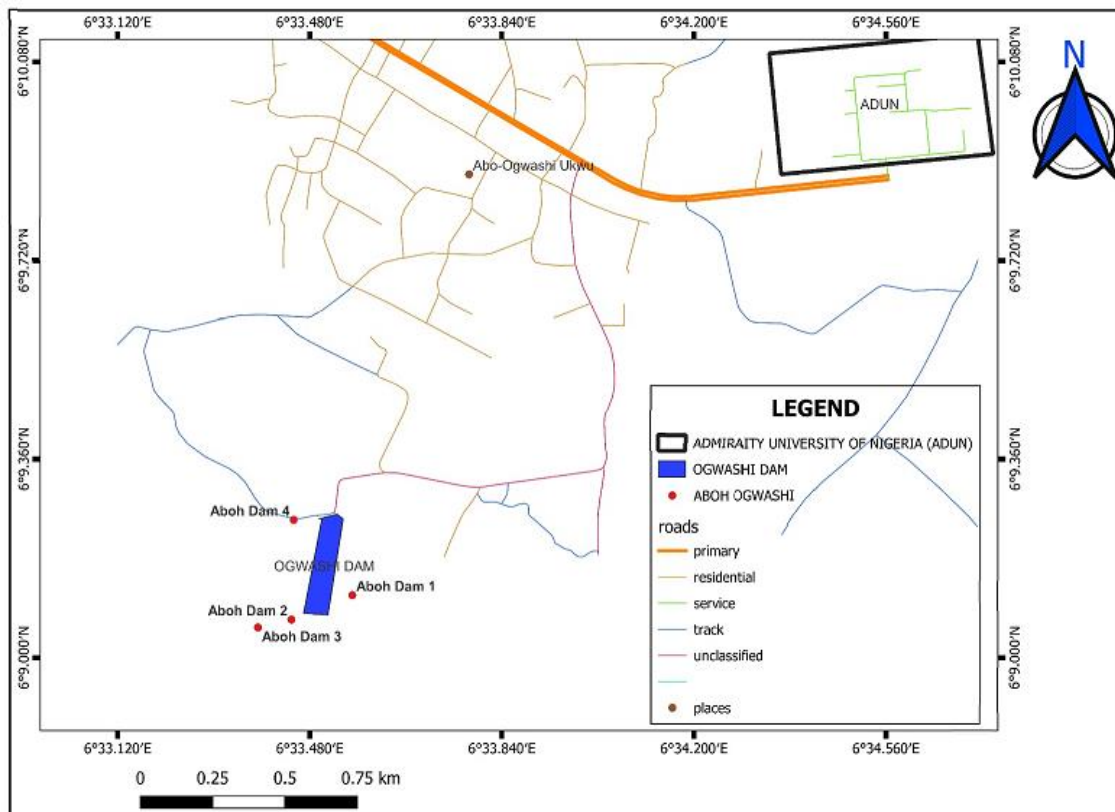 6°33.120'E 6°33.480'E 6°33.840'E 6°34.200'E 6°34.560'E
6°10.080'N
6°10.080'N
N
ADUN
Abo-Ogwashi Ukwu
6°9.720'N
6°9.720'N
LEGEND
ADMIRAITY UNIVERSITY OF NIGERIA (ADUN)
OGWASHI DAM
ABOH OGWASHI
roads
primary
residential
service
track
unclassified
places
6°9.360'N
6°9.360'N
Aboh Dam 4
OGWASHI DAM
Aboh Dam 1
Aboh Dam 2
Aboh Dam 3
6°9.000'N
6°9.000'N
6°33.120'E 6°33.480'E 6°33.840'E 6°34.200'E 6°34.560'E
0 0.25 0.5 0.75 km